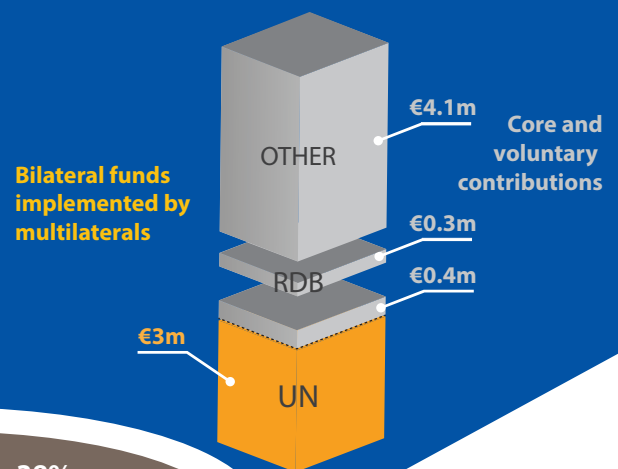 €4.1m
Core and
voluntary
contributions
OTHER
Bilateral funds
implemented by
multilaterals
€0.3m
RDB
€0.4m
€3m
UN